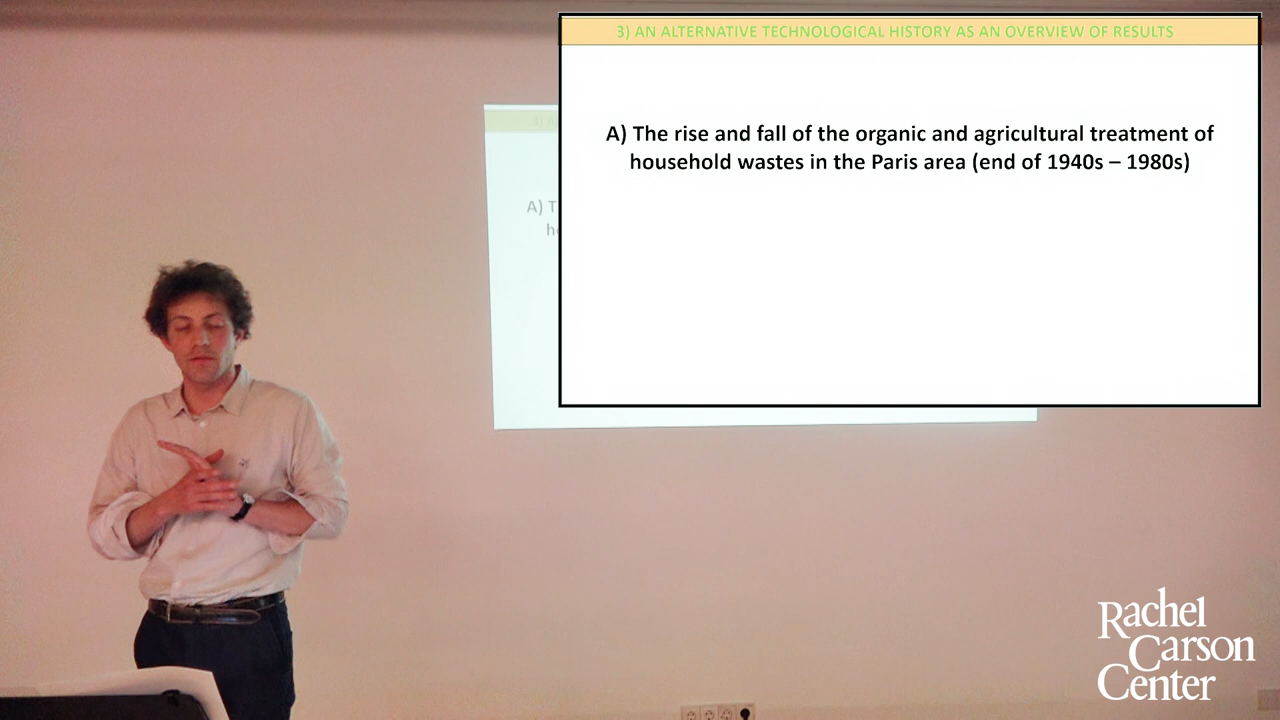 3) AN ALTERNATIVE TECHNOLOGICAL HISTORY AS AN OVERVIEW OF RESULTS
A) The rise and fall of the organic and agricultural treatment of
household wastes in the Paris area (end of 1940s – 1980s)
A) T
Rachel
Carson
Center